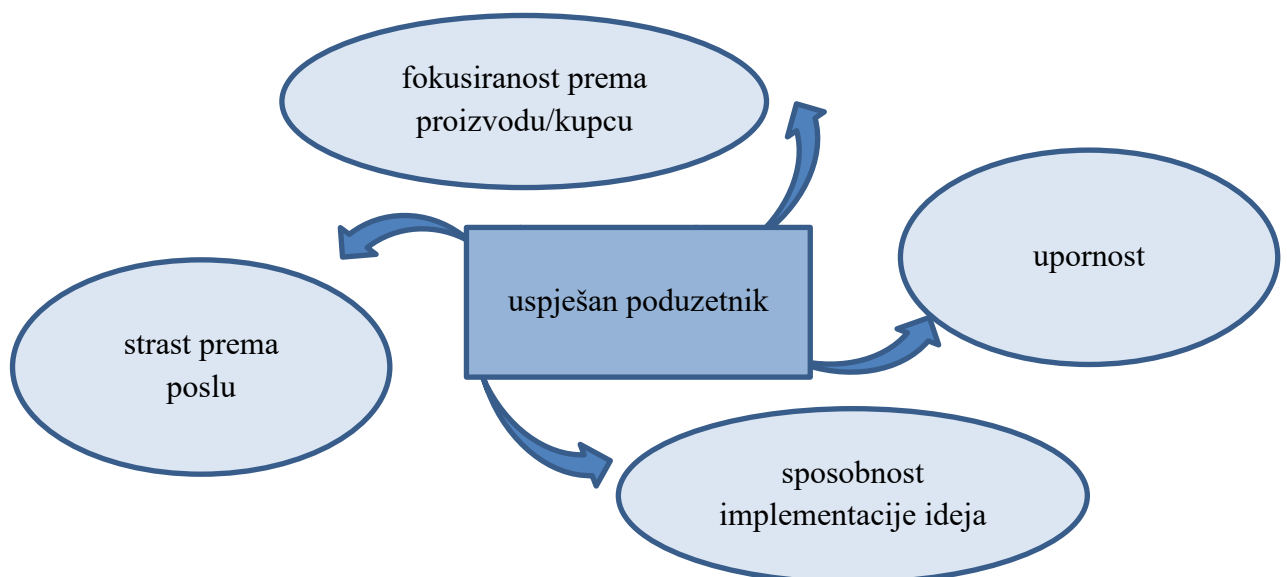 fokusiranost prema
proizvodu/kupcu
upornost
uspješan poduzetnik
strast prema
poslu
sposobnost
implementacije ideja